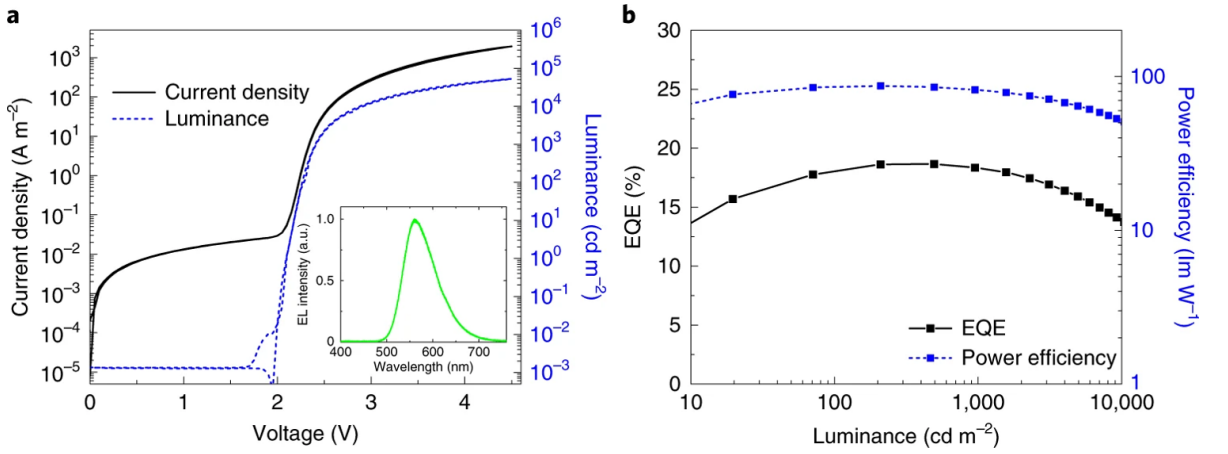 a
Current density (A m⁻²)
10³
10²
10¹
10⁰
10⁻¹
10⁻²
10⁻³
10⁻⁴
10⁻⁵
Current density
Luminance
0 1 2 3 4
Voltage (V)
10⁶
10⁵
10⁴
10³
10²
10¹
10⁰
10⁻¹
10⁻²
10⁻³
Luminance (cd m⁻²)
EL intensity (a.u.)
1.0
0.5
0
400 500 600 700
Wavelength (nm)
b
EQE (%)
30
25
20
15
10
5
0
EQE
Power efficiency
10 100 1,000 10,000
Luminance (cd m⁻²)
100
10
1
Power efficiency (lm W⁻¹)